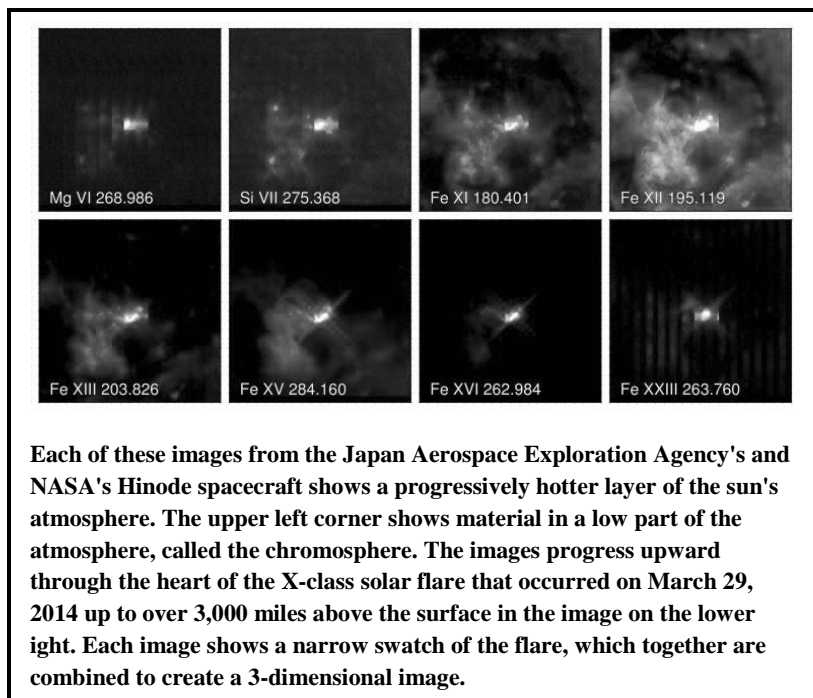 Mg VI 268.986
Si VII 275.368
Fe XI 180.401
Fe XII 195.119
Fe XIII 203.826
Fe XV 284.160
Fe XVI 262.984
Fe XXIII 263.760
Each of these images from the Japan Aerospace Exploration Agency's and
NASA's Hinode spacecraft shows a progressively hotter layer of the sun's
atmosphere. The upper left corner shows material in a low part of the
atmosphere, called the chromosphere. The images progress upward
through the heart of the X-class solar flare that occurred on March 29,
2014 up to over 3,000 miles above the surface in the image on the lower
ight. Each image shows a narrow swatch of the flare, which together are
combined to create a 3-dimensional image.